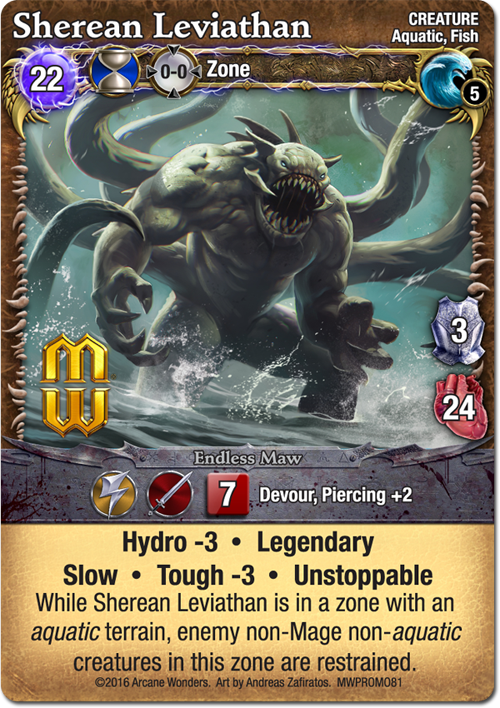 Sherean Leviathan
CREATURE
Aquatic, Fish
22
0-0
Zone
5
3
24
MW
Endless Maw
7
Devour, Piercing +2
Hydro -3 • Legendary
Slow • Tough -3 • Unstoppable
While Sherean Leviathan is in a zone with an
aquatic terrain, enemy non-Mage non-aquatic
creatures in this zone are restrained.
©2016 Arcane Wonders. Art by Andreas Zafiratos. MWPROMO81